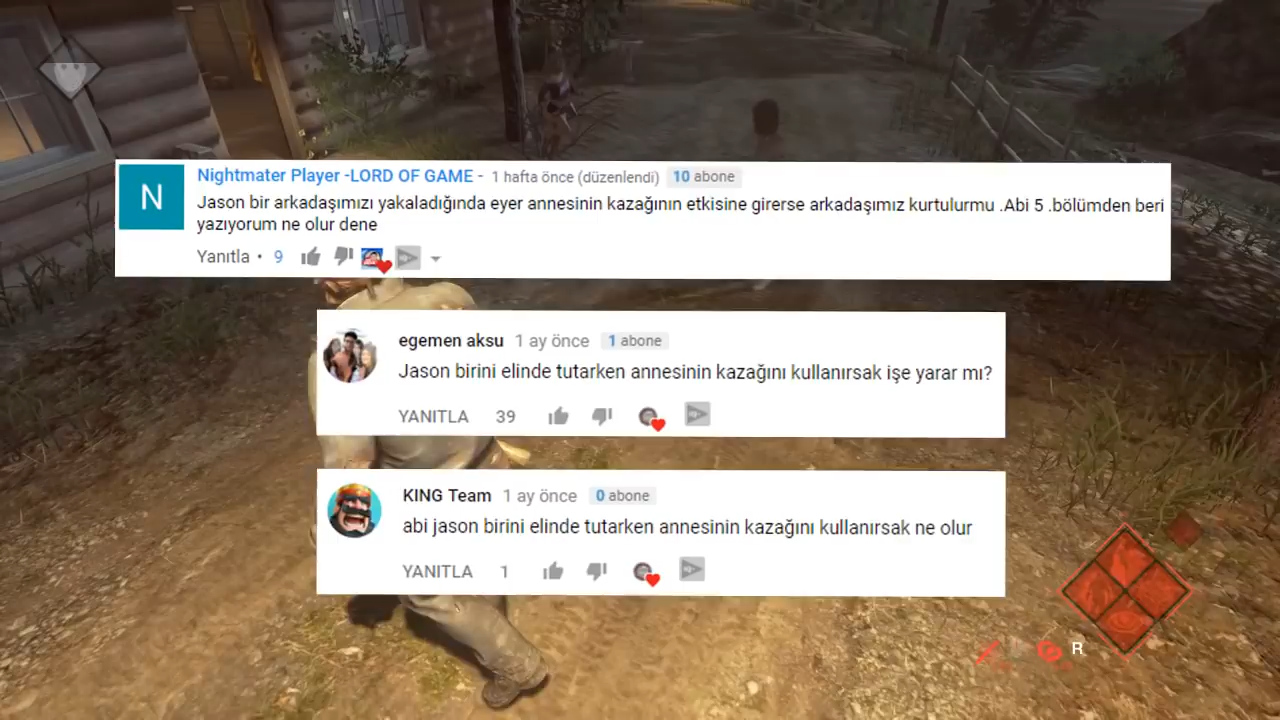 N
Nightmater Player -LORD OF GAME - 1 hafta önce (düzenlendi) 10 abone
Jason bir arkadaşımızı yakaladığında eyer annesinin kazağının etkisine girerse arkadaşımız kurtulurmu .Abi 5 .bölümden beri
yazıyorum ne olur dene
Yanıtla • 9
egemen aksu 1 ay önce 1 abone
Jason birini elinde tutarken annesinin kazağını kullanırsak işe yarar mı?
YANITLA 39
KING Team 1 ay önce 0 abone
abi jason birini elinde tutarken annesinin kazağını kullanırsak ne olur
YANITLA 1
R